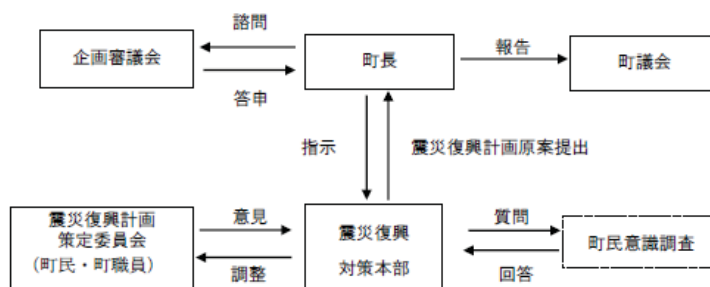 諮問
企画審議会
答申
町長
報告
町議会
指示
震災復興計画原案提出
震災復興計画
策定委員会
（町民・町職員）
意見
調整
震災復興
対策本部
質問
回答
町民意識調査